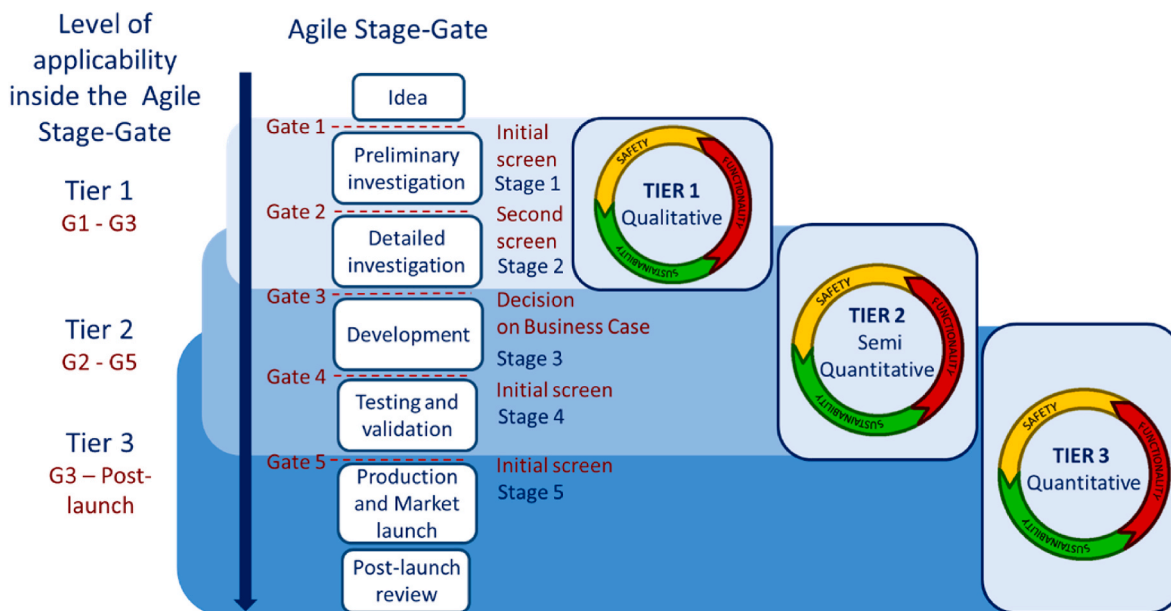 Level of
applicability
inside the Agile
Stage-Gate
Tier 1
G1 - G3
Tier 2
G2 - G5
Tier 3
G3 – Post-
launch
Agile Stage-Gate
Idea
Gate 1
Initial
screen
Stage 1
Preliminary
investigation
Gate 2
Second
screen
Stage 2
Detailed
investigation
Gate 3
Decision
on Business Case
Stage 3
Development
Gate 4
Initial screen
Stage 4
Testing and
validation
Gate 5
Initial screen
Stage 5
Production
and Market
launch
Post-launch
review
SAFETY
FUNCTIONALITY
SUSTAINABILITY
TIER 1
Qualitative
SAFETY
FUNCTIONALITY
SUSTAINABILITY
TIER 2
Semi
Quantitative
SAFETY
FUNCTIONALITY
SUSTAINABILITY
TIER 3
Quantitative